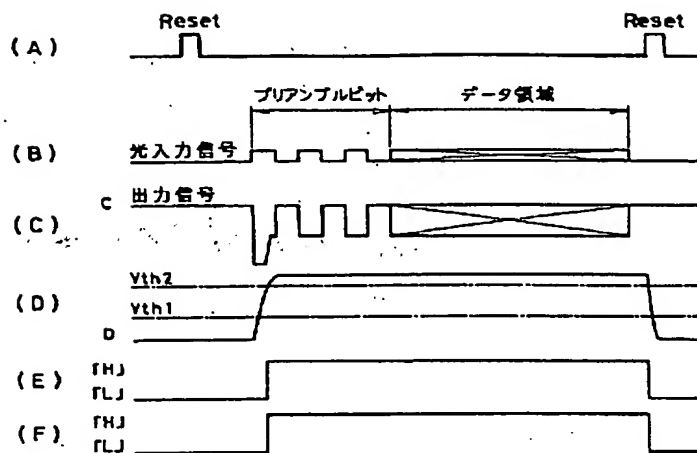 Reset Reset
(A)
プリアンブルビット データ領域
(B) 光入力信号
C 出力信号
(C)
Vth2
(D) Vth1
D
(E) 「H」
「L」
(F) 「H」
「L」